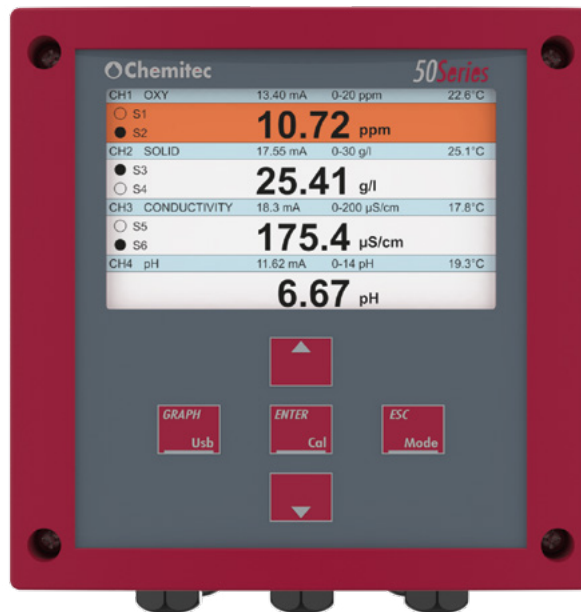 Chemitec 50Series
CH1 OXY 13.40 mA 0-20 ppm 22.6°C
S1
S2
10.72 ppm
CH2 SOLID 17.55 mA 0-30 g/l 25.1°C
S3
S4
25.41 g/l
CH3 CONDUCTIVITY 18.3 mA 0-200 µS/cm 17.8°C
S5
S6
175.4 µS/cm
CH4 pH 11.62 mA 0-14 pH 19.3°C
6.67 pH
GRAPH ENTER ESC
Usb Cal Mode